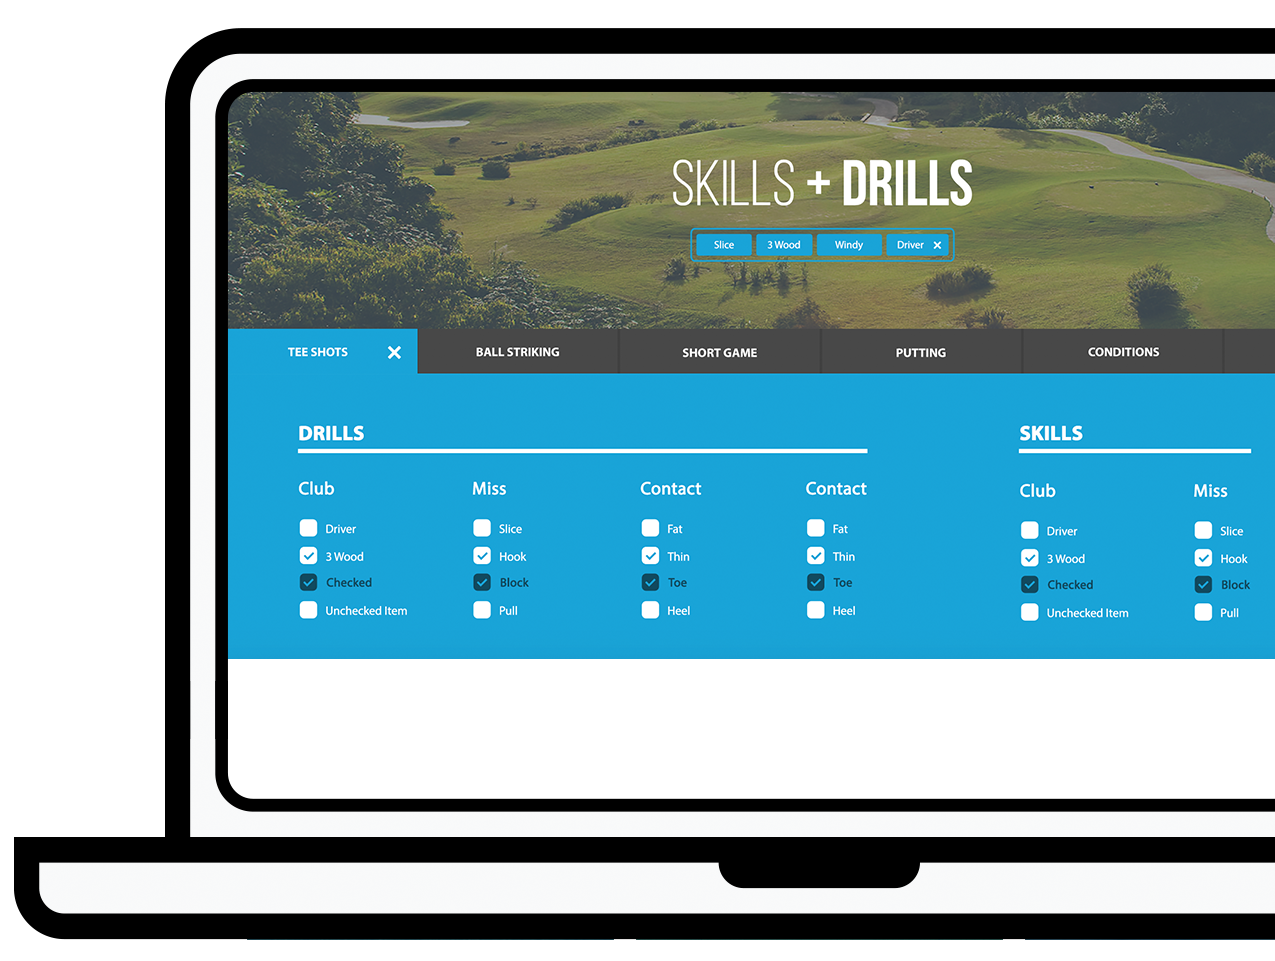 SKILLS + DRILLS
Slice 3 Wood Windy Driver
TEE SHOTS BALL STRIKING SHORT GAME PUTTING CONDITIONS
DRILLS SKILLS
Club Miss Contact Contact Club Miss
Driver Slice Fat Fat Driver Slice
3 Wood Hook Thin Thin 3 Wood Hook
Checked Block Toe Toe Checked Block
Unchecked Item Pull Heel Heel Unchecked Item Pull